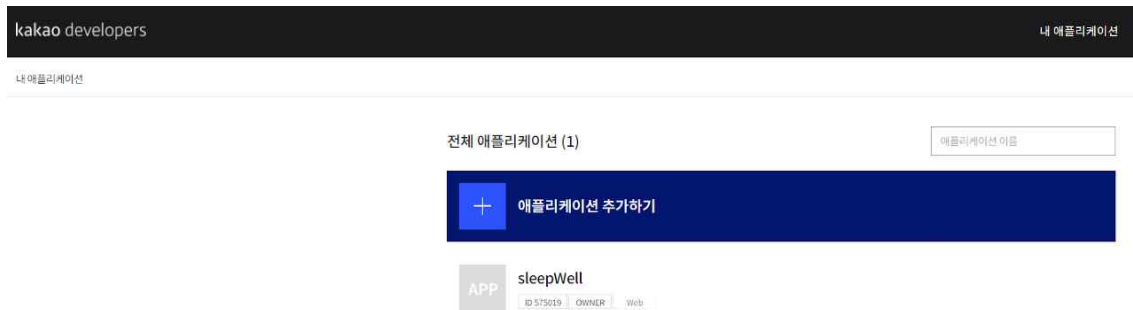 kakao developers
내 애플리케이션
내 애플리케이션
전체 애플리케이션 (1)
애플리케이션 이름
애플리케이션 추가하기
APP
sleepWell
ID 575019 OWNER Web